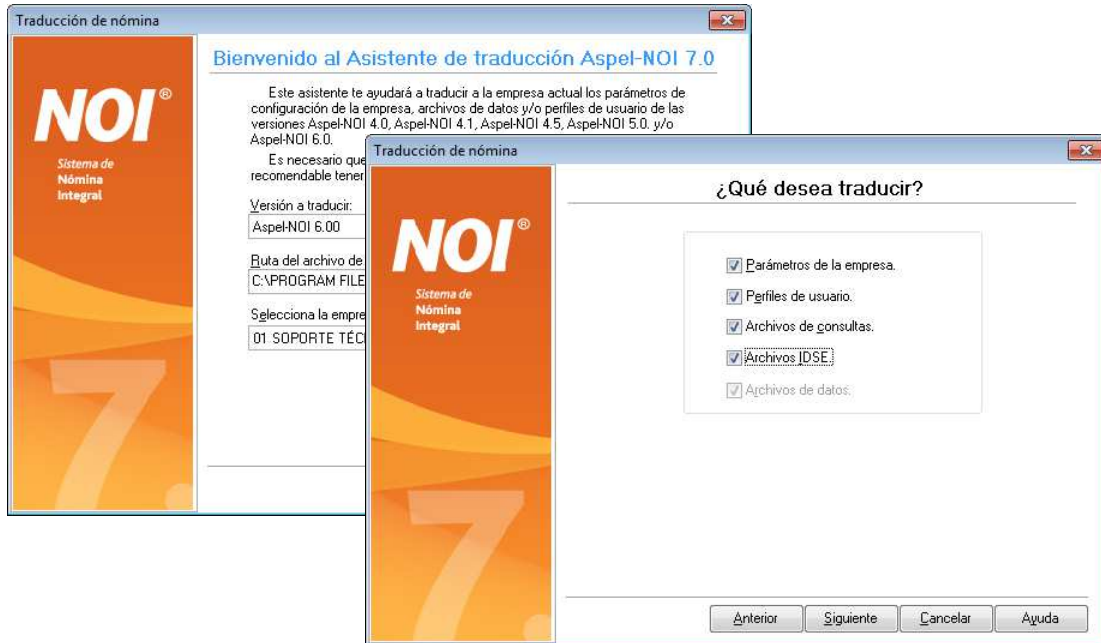 Traducción de nómina
Bienvenido al Asistente de traducción Aspel-NOI 7.0
NOI®
Sistema de
Nómina
Integral
Este asistente te ayudará a traducir a la empresa actual los parámetros de
configuración de la empresa, archivos de datos y/o perfiles de usuario de las
versiones Aspel-NOI 4.0, Aspel-NOI 4.1, Aspel-NOI 4.5, Aspel-NOI 5.0. y/o
Aspel-NOI 6.0.
Es necesario que
recomendable tener
Versión a traducir:
Aspel-NOI 6.00
Ruta del archivo de
C:\PROGRAM FILE
Selecciona la empre
01 SOPORTE TÉC
7.
Traducción de nómina
¿Qué desea traducir?
NOI®
Sistema de
Nómina
Integral
Parámetros de la empresa.
Perfiles de usuario.
Archivos de consultas.
Archivos IDSE.
Archivos de datos.
7.
Anterior
Siguiente
Cancelar
Ayuda